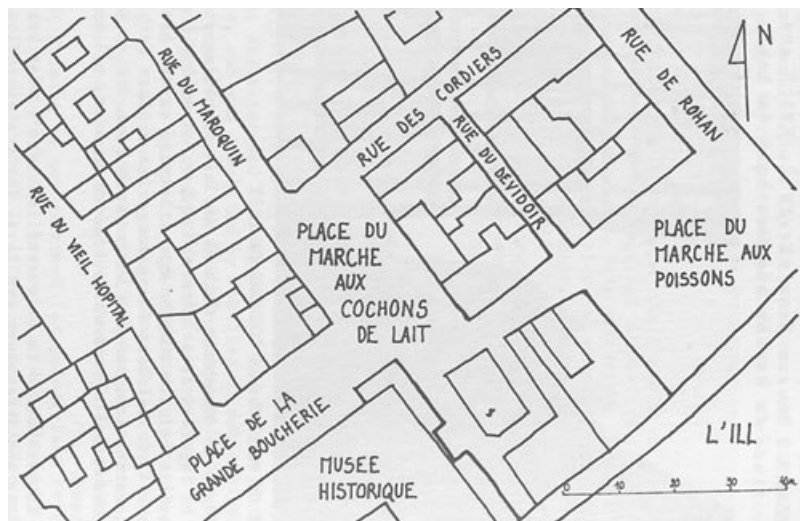 RUE DU MAROQUIN
RUE DES CORDIERS
RUE DE ROHAN
N
RUE DU DEVIDOIR
RUE DU VIEIL HOPITAL
PLACE DU
MARCHE
AUX
COCHONS
DE LAIT
PLACE DU
MARCHE AUX
POISSONS
PLACE DE LA
GRANDE BOUCHERIE
MUSEE
HISTORIQUE
L'ILL
0 10 20 30 40m